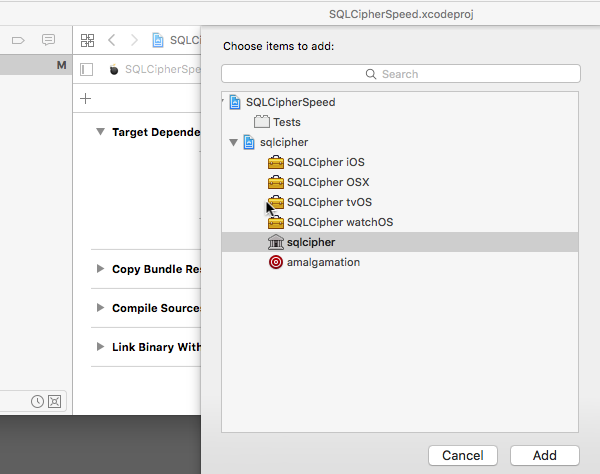 SQLCipherSpeed.xcodeproj
SQLCi
M
SQLCipherSpe
Target Depende
Copy Bundle Res
Compile Sources
Link Binary With
Choose items to add:
Search
SQLCipherSpeed
Tests
sqlcipher
SQLCipher iOS
SQLCipher OSX
SQLCipher tvOS
SQLCipher watchOS
sqlcipher
amalgamation
Cancel
Add